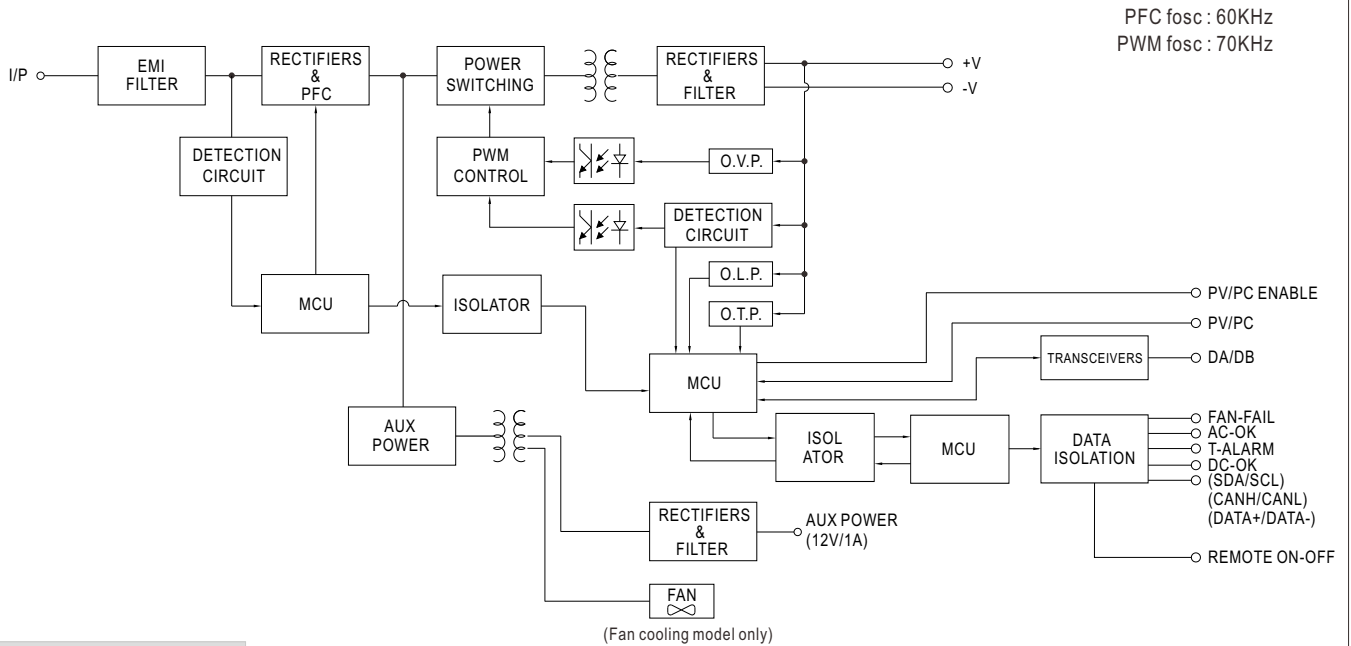 PFC fosc : 60KHz
PWM fosc : 70KHz
I/P
EMI
FILTER
RECTIFIERS
&
PFC
POWER
SWITCHING
RECTIFIERS
&
FILTER
+V
-V
DETECTION
CIRCUIT
PWM
CONTROL
O.V.P.
DETECTION
CIRCUIT
O.L.P.
O.T.P.
MCU
ISOLATOR
MCU
PV/PC ENABLE
PV/PC
TRANSCEIVERS
DA/DB
AUX
POWER
ISOL
ATOR
MCU
DATA
ISOLATION
FAN-FAIL
AC-OK
T-ALARM
DC-OK
(SDA/SCL)
(CANH/CANL)
(DATA+/DATA-)
REMOTE ON-OFF
RECTIFIERS
&
FILTER
AUX POWER
(12V/1A)
FAN
(Fan cooling model only)